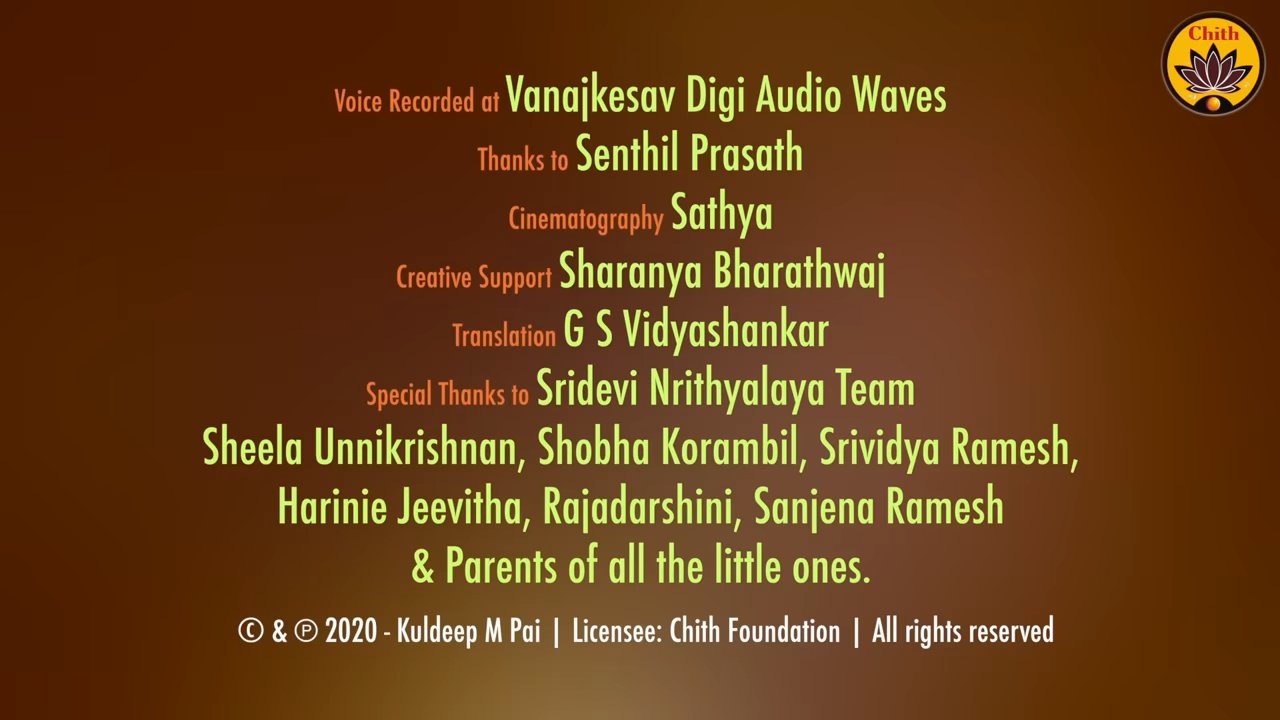 Chith
Voice Recorded at Vanajkesav Digi Audio Waves
Thanks to Senthil Prasath
Cinematography Sathya
Creative Support Sharanya Bharathwaj
Translation G S Vidyashankar
Special Thanks to Sridevi Nrithyalaya Team
Sheela Unnikrishnan, Shobha Korambil, Srividya Ramesh,
Harinie Jeevitha, Rajadarshini, Sanjena Ramesh
& Parents of all the little ones.
© & ℗ 2020 - Kuldeep M Pai | Licensee: Chith Foundation | All rights reserved